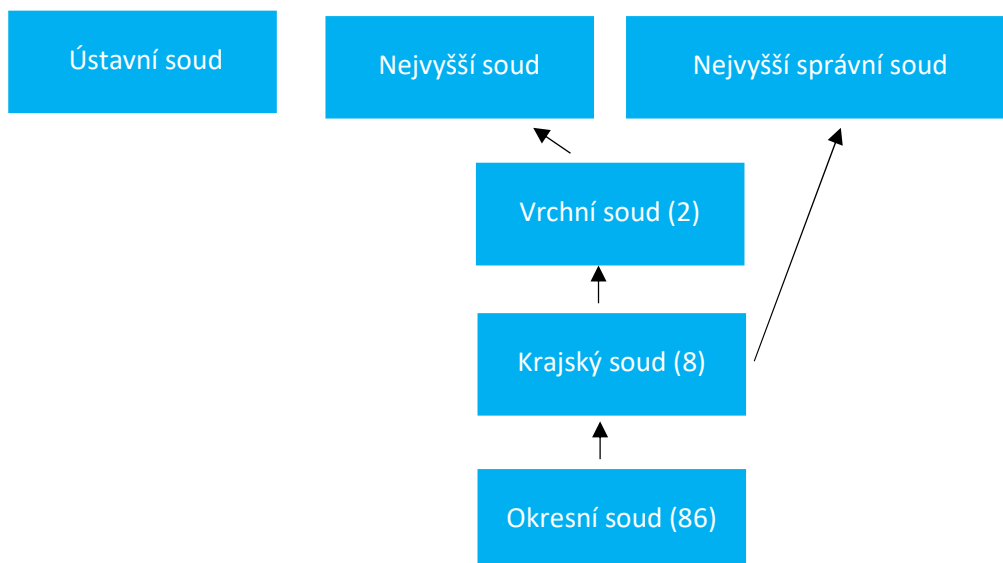 Ústavní soud
Nejvyšší soud
Nejvyšší správní soud
Vrchní soud (2)
Krajský soud (8)
Okresní soud (86)